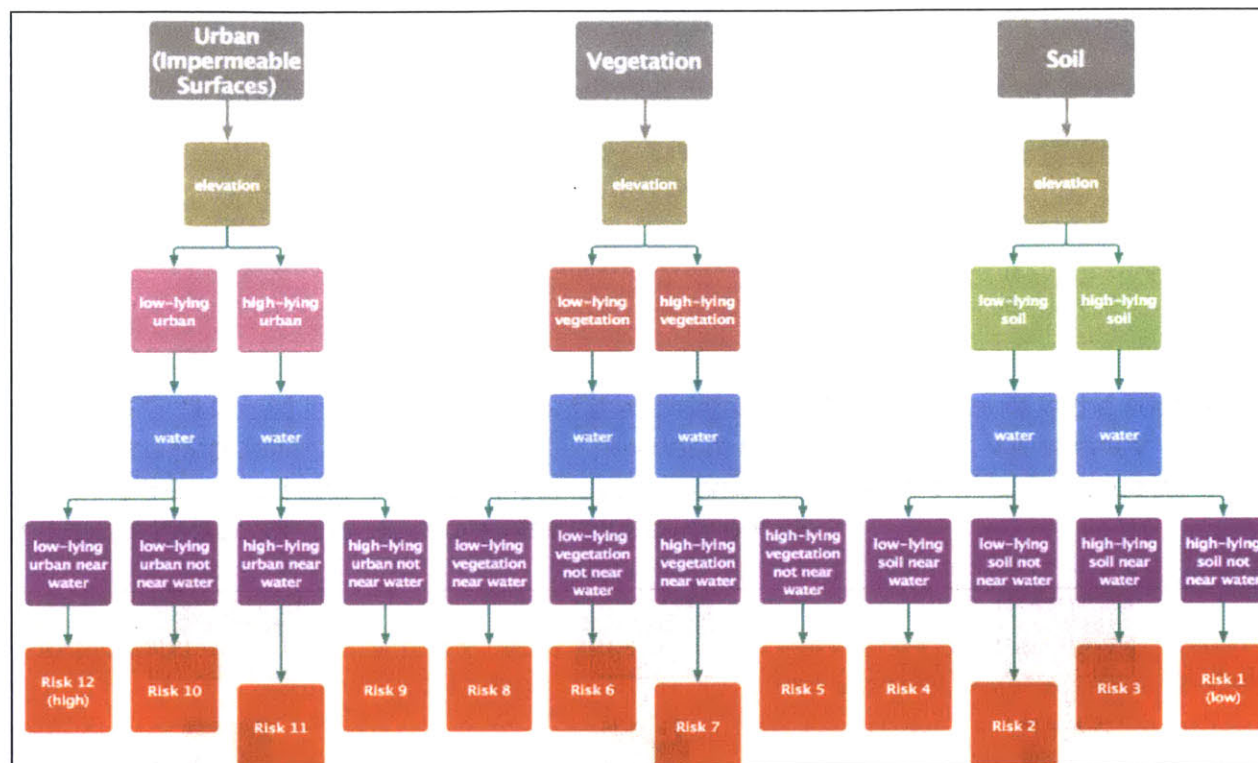 Urban
(Impermeable
Surfaces)
Vegetation
Soil
elevation
elevation
elevation
low-lying
urban
high-lying
urban
low-lying
vegetation
high-lying
vegetation
low-lying
soil
high-lying
soil
water
water
water
water
water
water
low-lying
urban near
water
low-lying
urban not
near water
high-lying
urban near
water
high-lying
urban not
near water
low-lying
vegetation
near water
low-lying
vegetation
not near
water
high-lying
vegetation
near water
high-lying
vegetation
not near
water
low-lying
soil near
water
low-lying
soil not
near water
high-lying
soil near
water
high-lying
soil not
near water
Risk 12
(high)
Risk 10
Risk 11
Risk 9
Risk 8
Risk 6
Risk 7
Risk 5
Risk 4
Risk 2
Risk 3
Risk 1
(low)